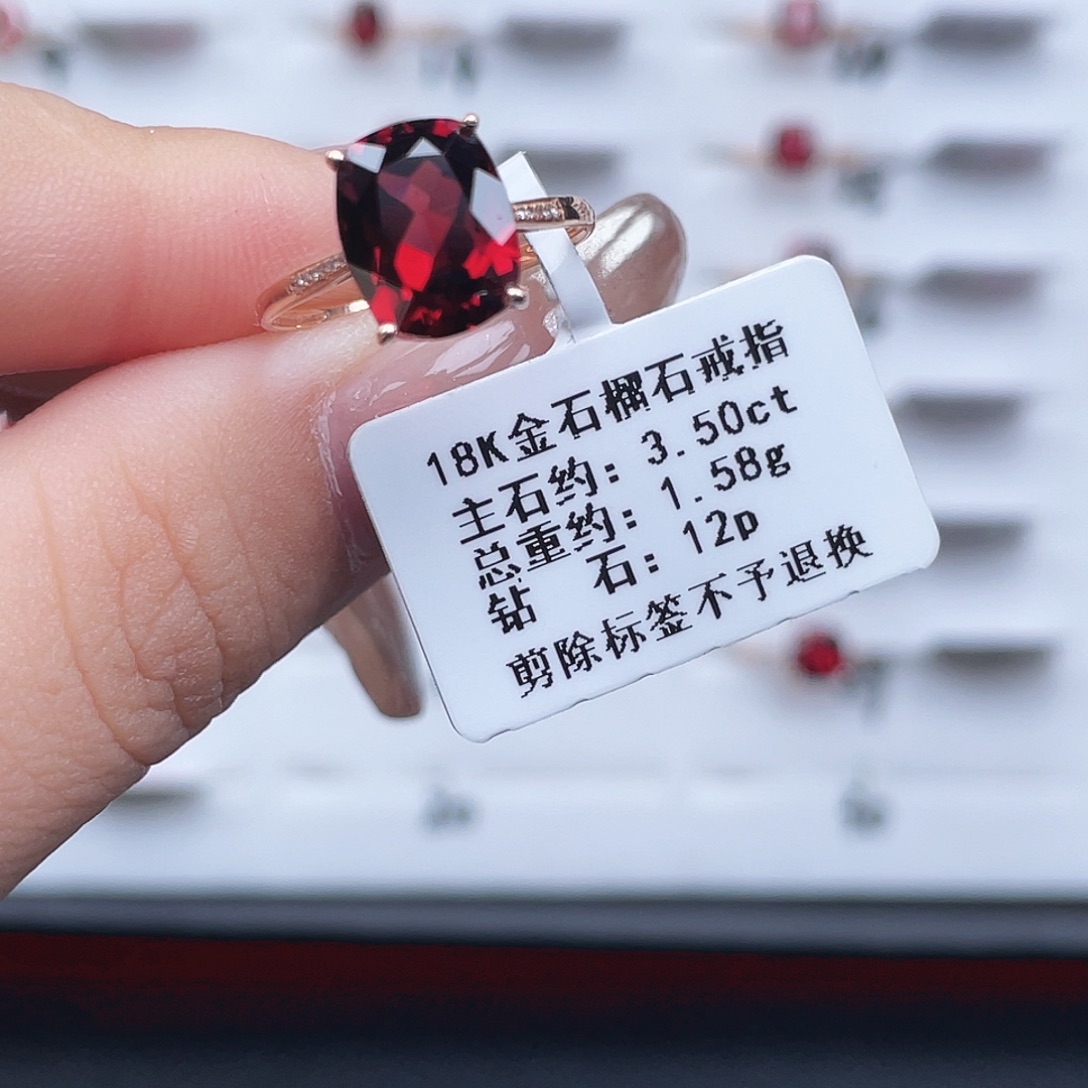 18K金石榴石戒指
主石约：3.50ct
总重约：1.58g
钻 石：12p
剪除标签不予退换